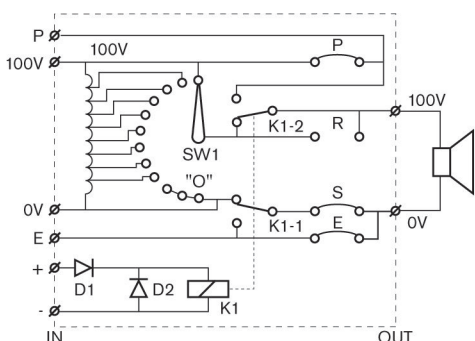 P
100V
100V
P
100V
K1-2
R
SW1
"O"
S
0V
K1-1
E
0V
E
+
D1
D2
K1
-
IN
OUT